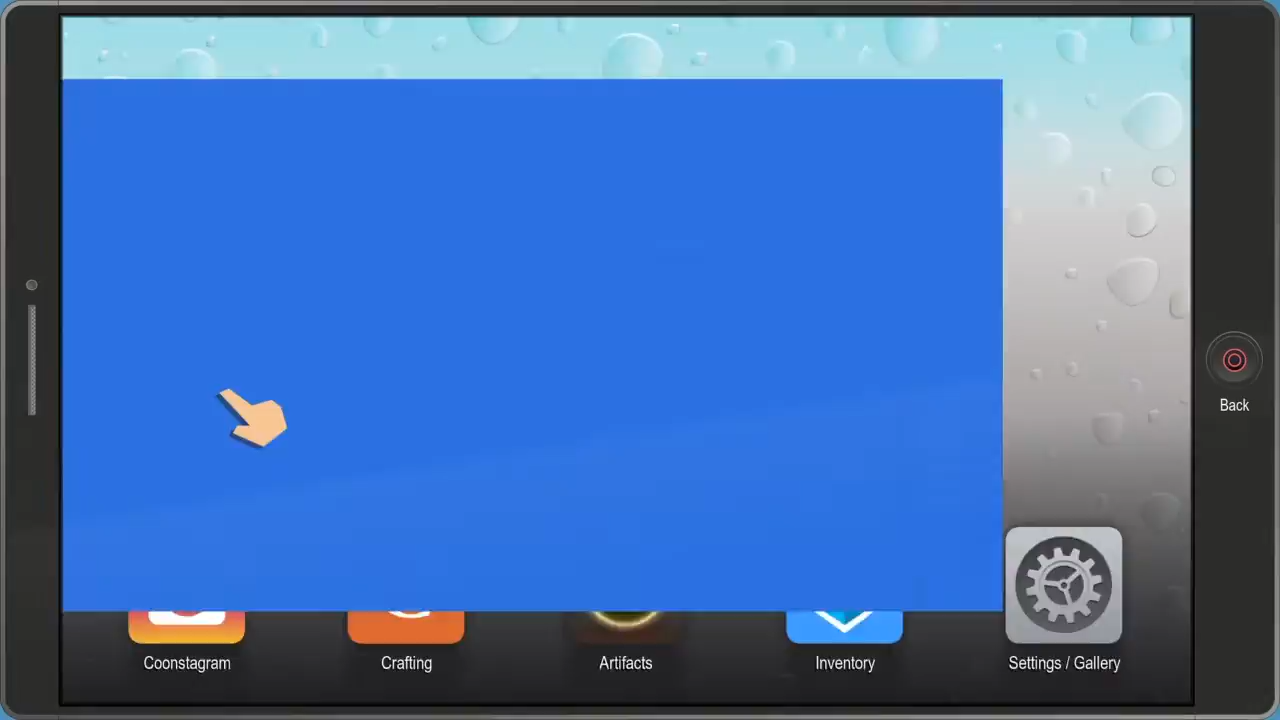 Back
Coonstagram
Crafting
Artifacts
Inventory
Settings / Gallery